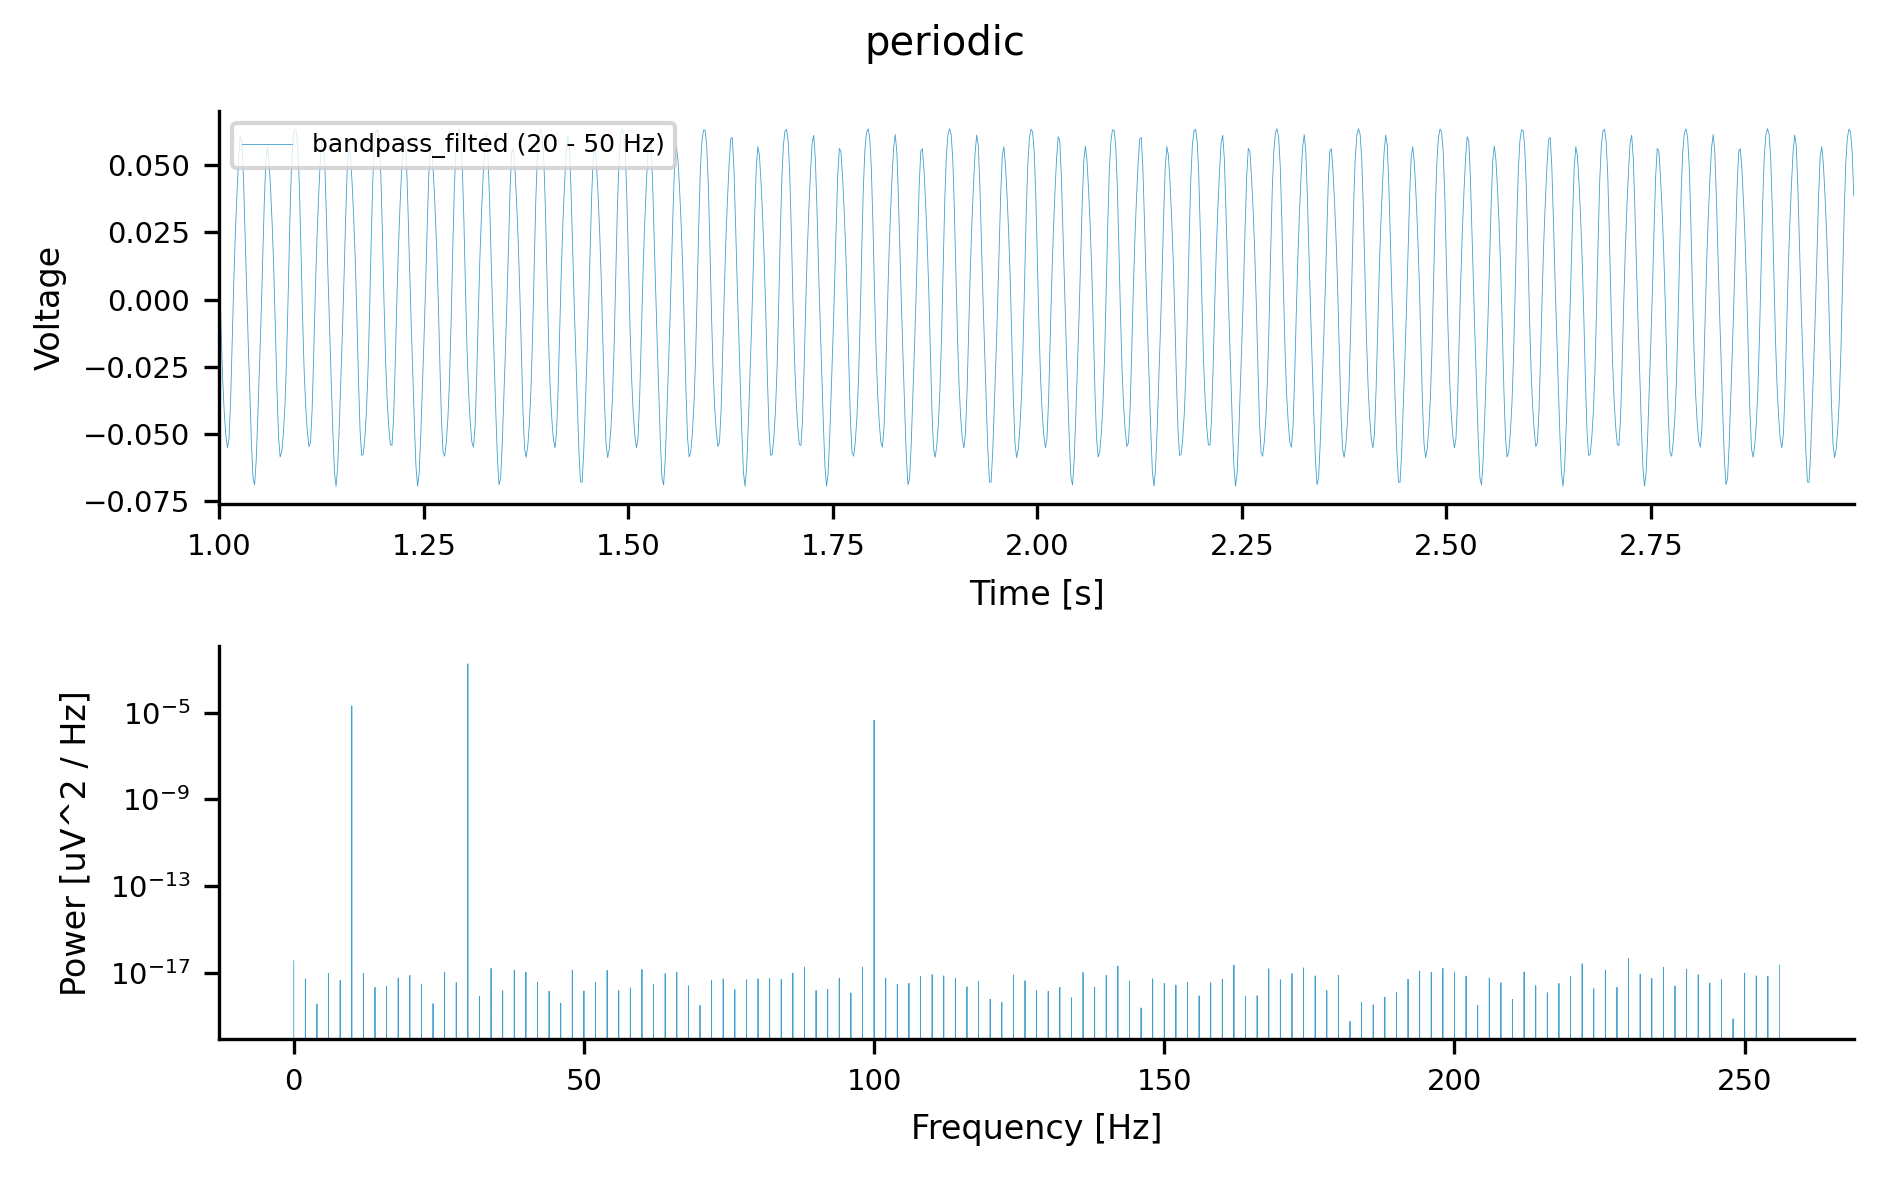 periodic
bandpass_filted (20 - 50 Hz)
Voltage
0.050
0.025
0.000
−0.025
−0.050
−0.075
1.00 1.25 1.50 1.75 2.00 2.25 2.50 2.75
Time [s]
Power [uV^2 / Hz]
10⁻⁵
10⁻⁹
10⁻¹³
10⁻¹⁷
0 50 100 150 200 250
Frequency [Hz]